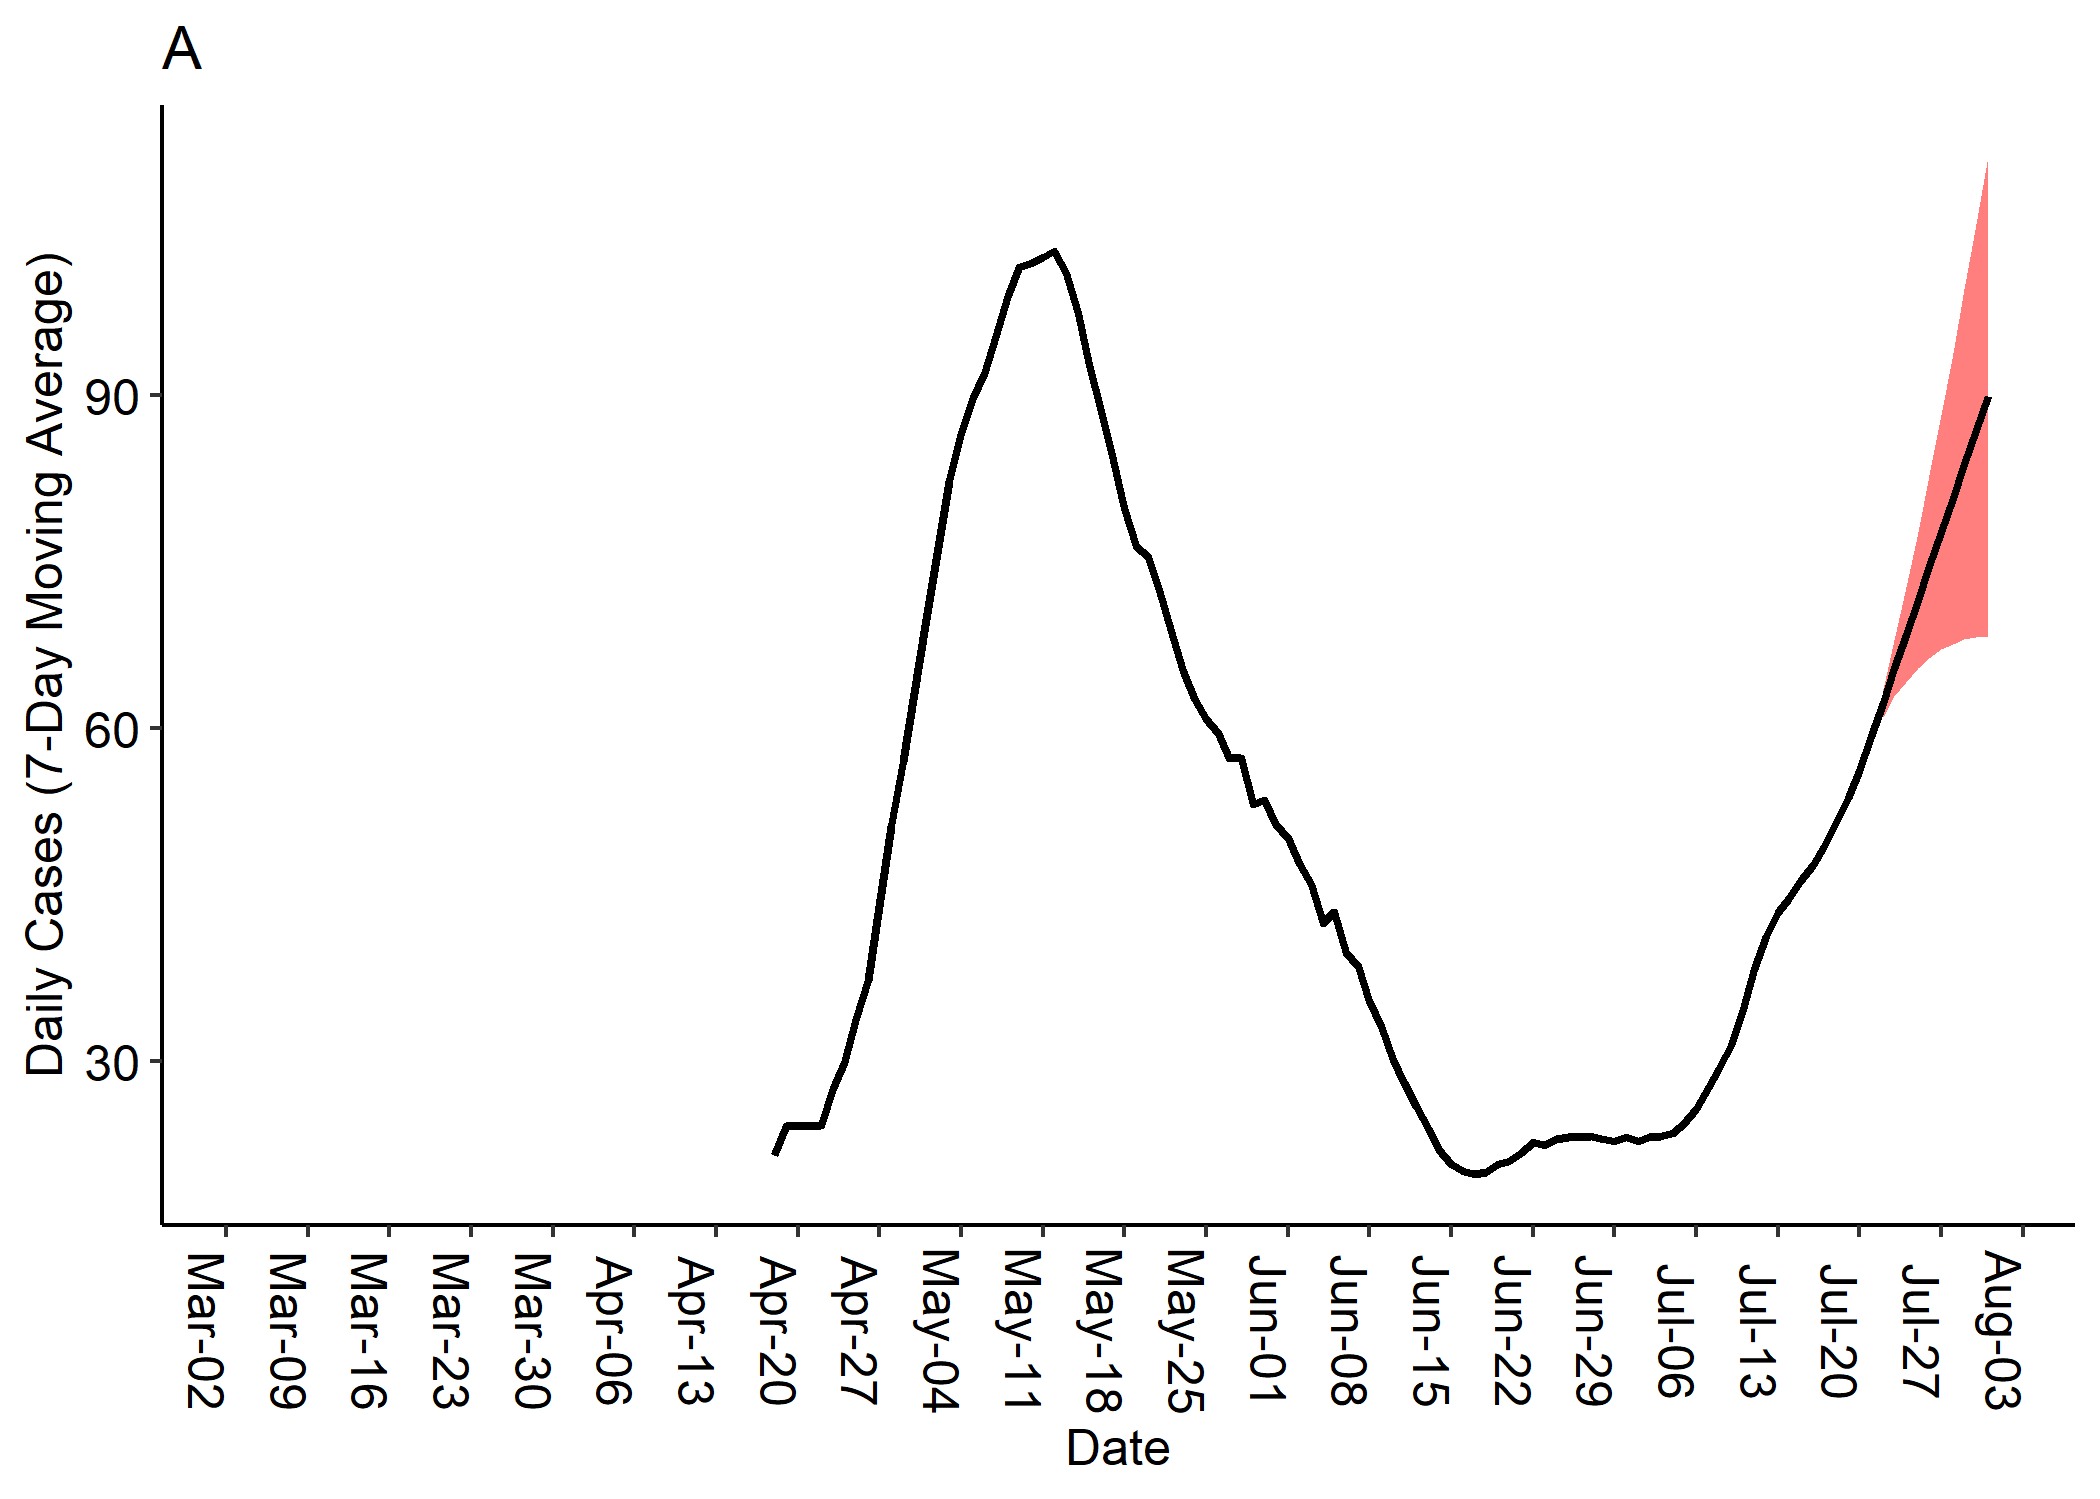 A
Daily Cases (7-Day Moving Average)
90
60
30
Mar-02
Mar-09
Mar-16
Mar-23
Mar-30
Apr-06
Apr-13
Apr-20
Apr-27
May-04
May-11
May-18
May-25
Jun-01
Jun-08
Jun-15
Jun-22
Jun-29
Jul-06
Jul-13
Jul-20
Jul-27
Aug-03
Date